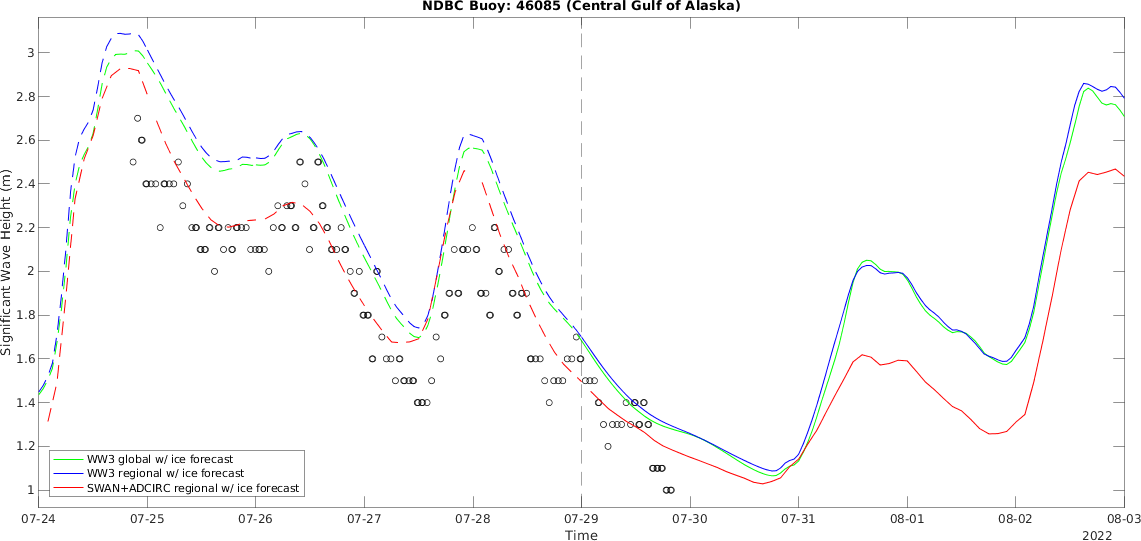 NDBC Buoy: 46085 (Central Gulf of Alaska)
Significant Wave Height (m)
3
2.8
2.6
2.4
2.2
2
1.8
1.6
1.4
1.2
1
WW3 global w/ ice forecast
WW3 regional w/ ice forecast
SWAN+ADCIRC regional w/ ice forecast
07-24 07-25 07-26 07-27 07-28 07-29 07-30 07-31 08-01 08-02 08-03
Time
2022